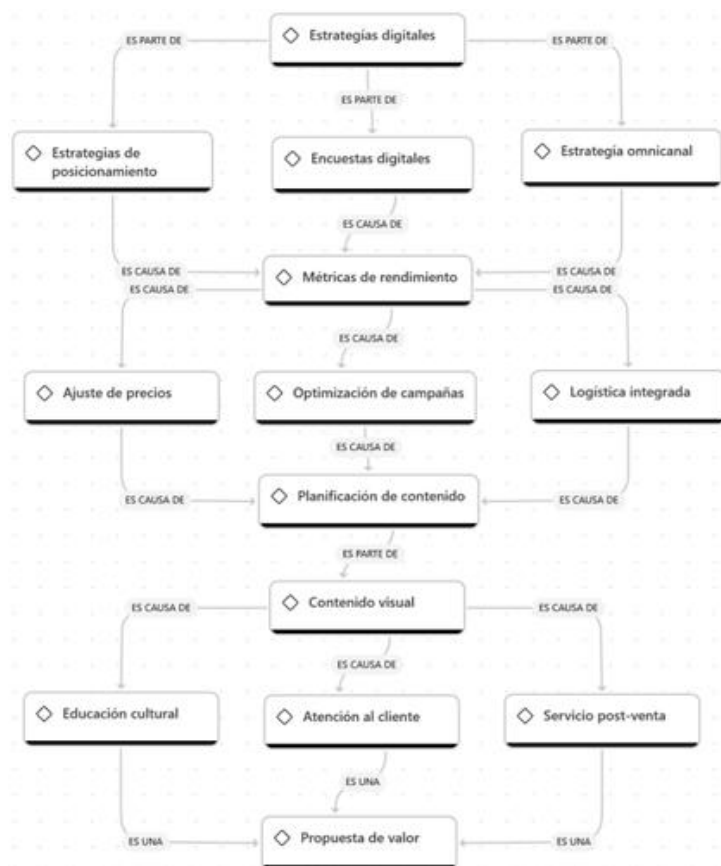 Estrategías digitales
ES PARTE DE
ES PARTE DE
ES PARTE DE
Estrategias de
posicionamiento
Encuestas digitales
Estrategia omnicanal
ES CAUSA DE
ES CAUSA DE
ES CAUSA DE
Métricas de rendimiento
ES CAUSA DE
ES CAUSA DE
ES CAUSA DE
Ajuste de precios
Optimización de campañas
Logística integrada
ES CAUSA DE
ES CAUSA DE
ES CAUSA DE
Planificación de contenido
ES PARTE DE
Contenido visual
ES CAUSA DE
ES CAUSA DE
ES CAUSA DE
Educación cultural
Atención al cliente
Servicio post-venta
ES UNA
ES UNA
ES UNA
Propuesta de valor